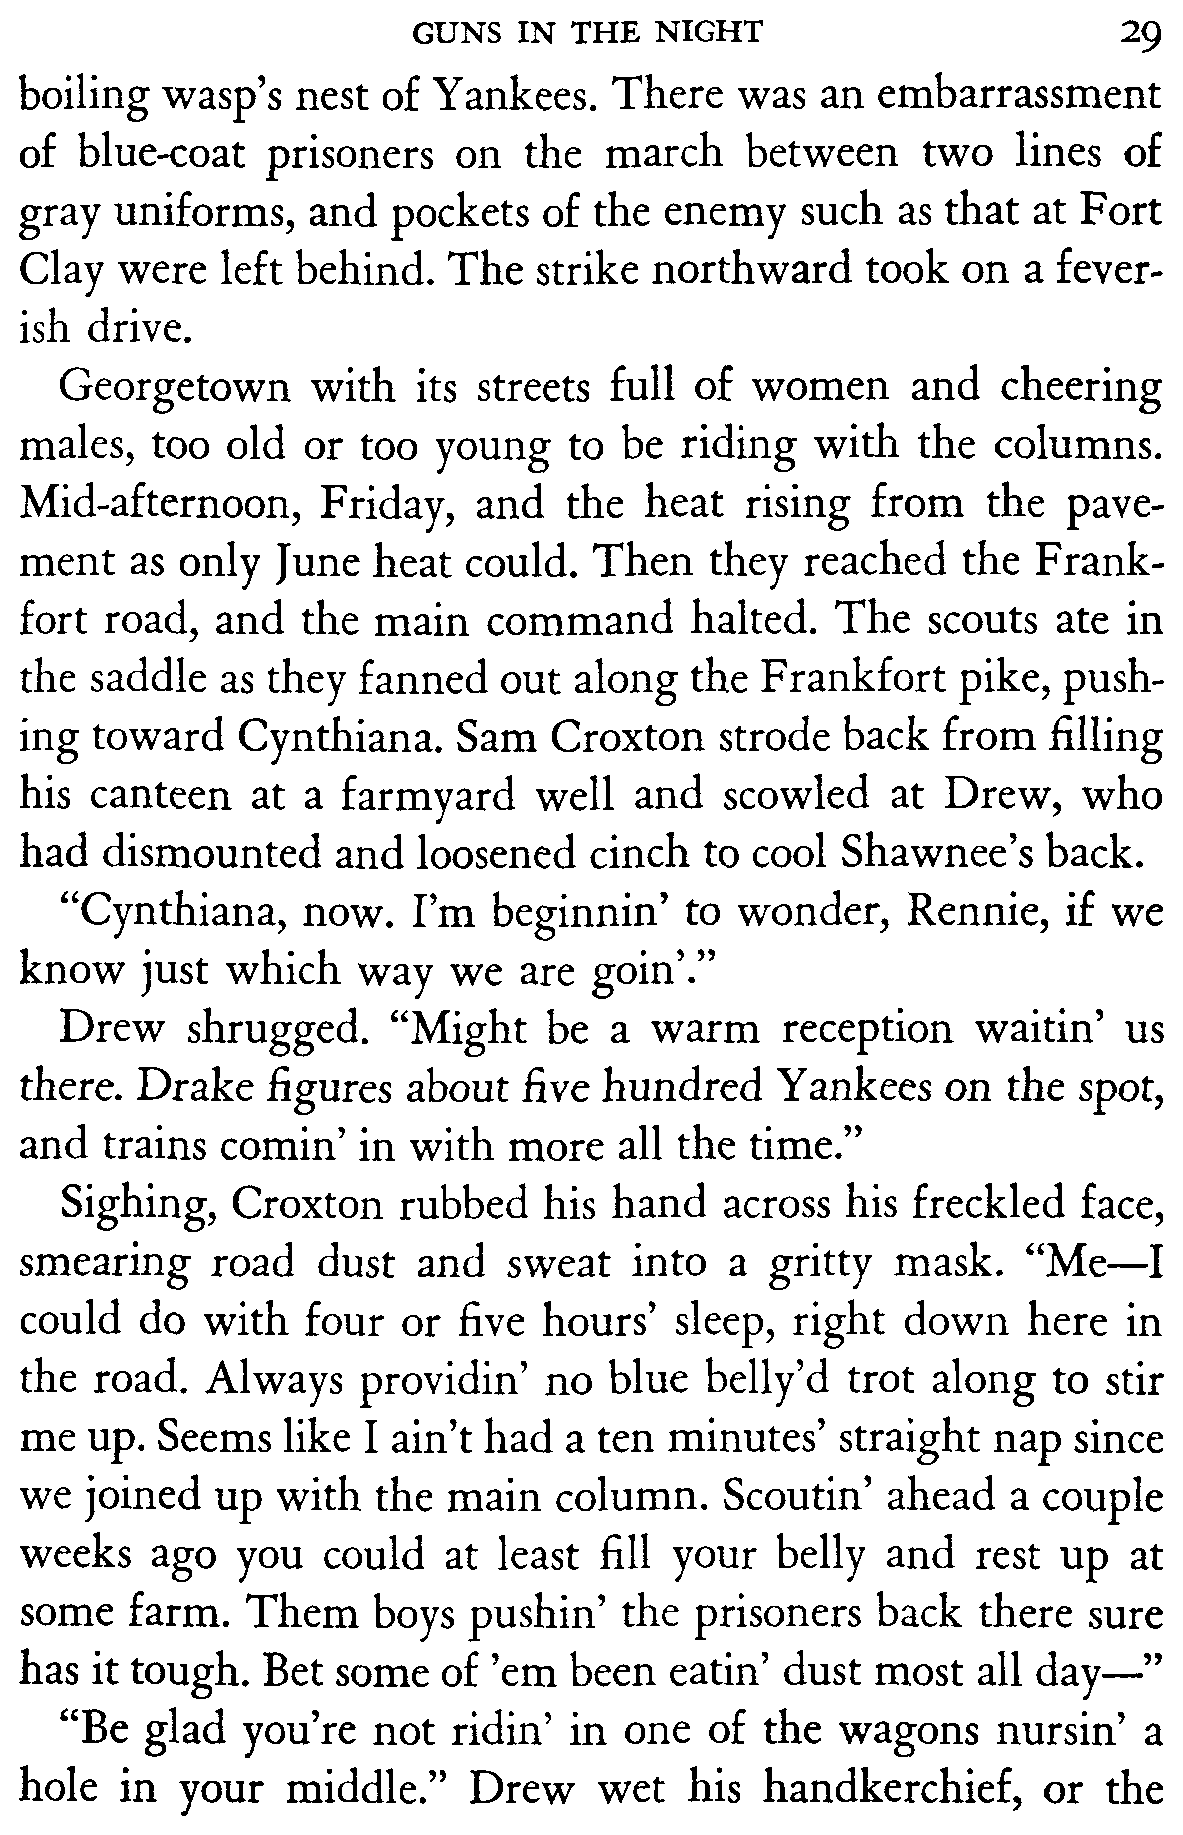 GUNS IN THE NIGHT 29
boiling wasp's nest of Yankees. There was an embarrassment
of blue-coat prisoners on the march between two lines of
gray uniforms, and pockets of the enemy such as that at Fort
Clay were left behind. The strike northward took on a fever-
ish drive.
Georgetown with its streets full of women and cheering
males, too old or too young to be riding with the columns.
Mid-afternoon, Friday, and the heat rising from the pave-
ment as only June heat could. Then they reached the Frank-
fort road, and the main command halted. The scouts ate in
the saddle as they fanned out along the Frankfort pike, push-
ing toward Cynthiana. Sam Croxton strode back from filling
his canteen at a farmyard well and scowled at Drew, who
had dismounted and loosened cinch to cool Shawnee's back.
“Cynthiana, now. I'm beginnin' to wonder, Rennie, if we
know just which way we are goin'.”
Drew shrugged. “Might be a warm reception waitin' us
there. Drake figures about five hundred Yankees on the spot,
and trains comin' in with more all the time.”
Sighing, Croxton rubbed his hand across his freckled face,
smearing road dust and sweat into a gritty mask. “Me—I
could do with four or five hours' sleep, right down here in
the road. Always providin' no blue belly'd trot along to stir
me up. Seems like I ain't had a ten minutes' straight nap since
we joined up with the main column. Scoutin' ahead a couple
weeks ago you could at least fill your belly and rest up at
some farm. Them boys pushin' the prisoners back there sure
has it tough. Bet some of 'em been eatin' dust most all day—”
“Be glad you're not ridin' in one of the wagons nursin' a
hole in your middle.” Drew wet his handkerchief, or the